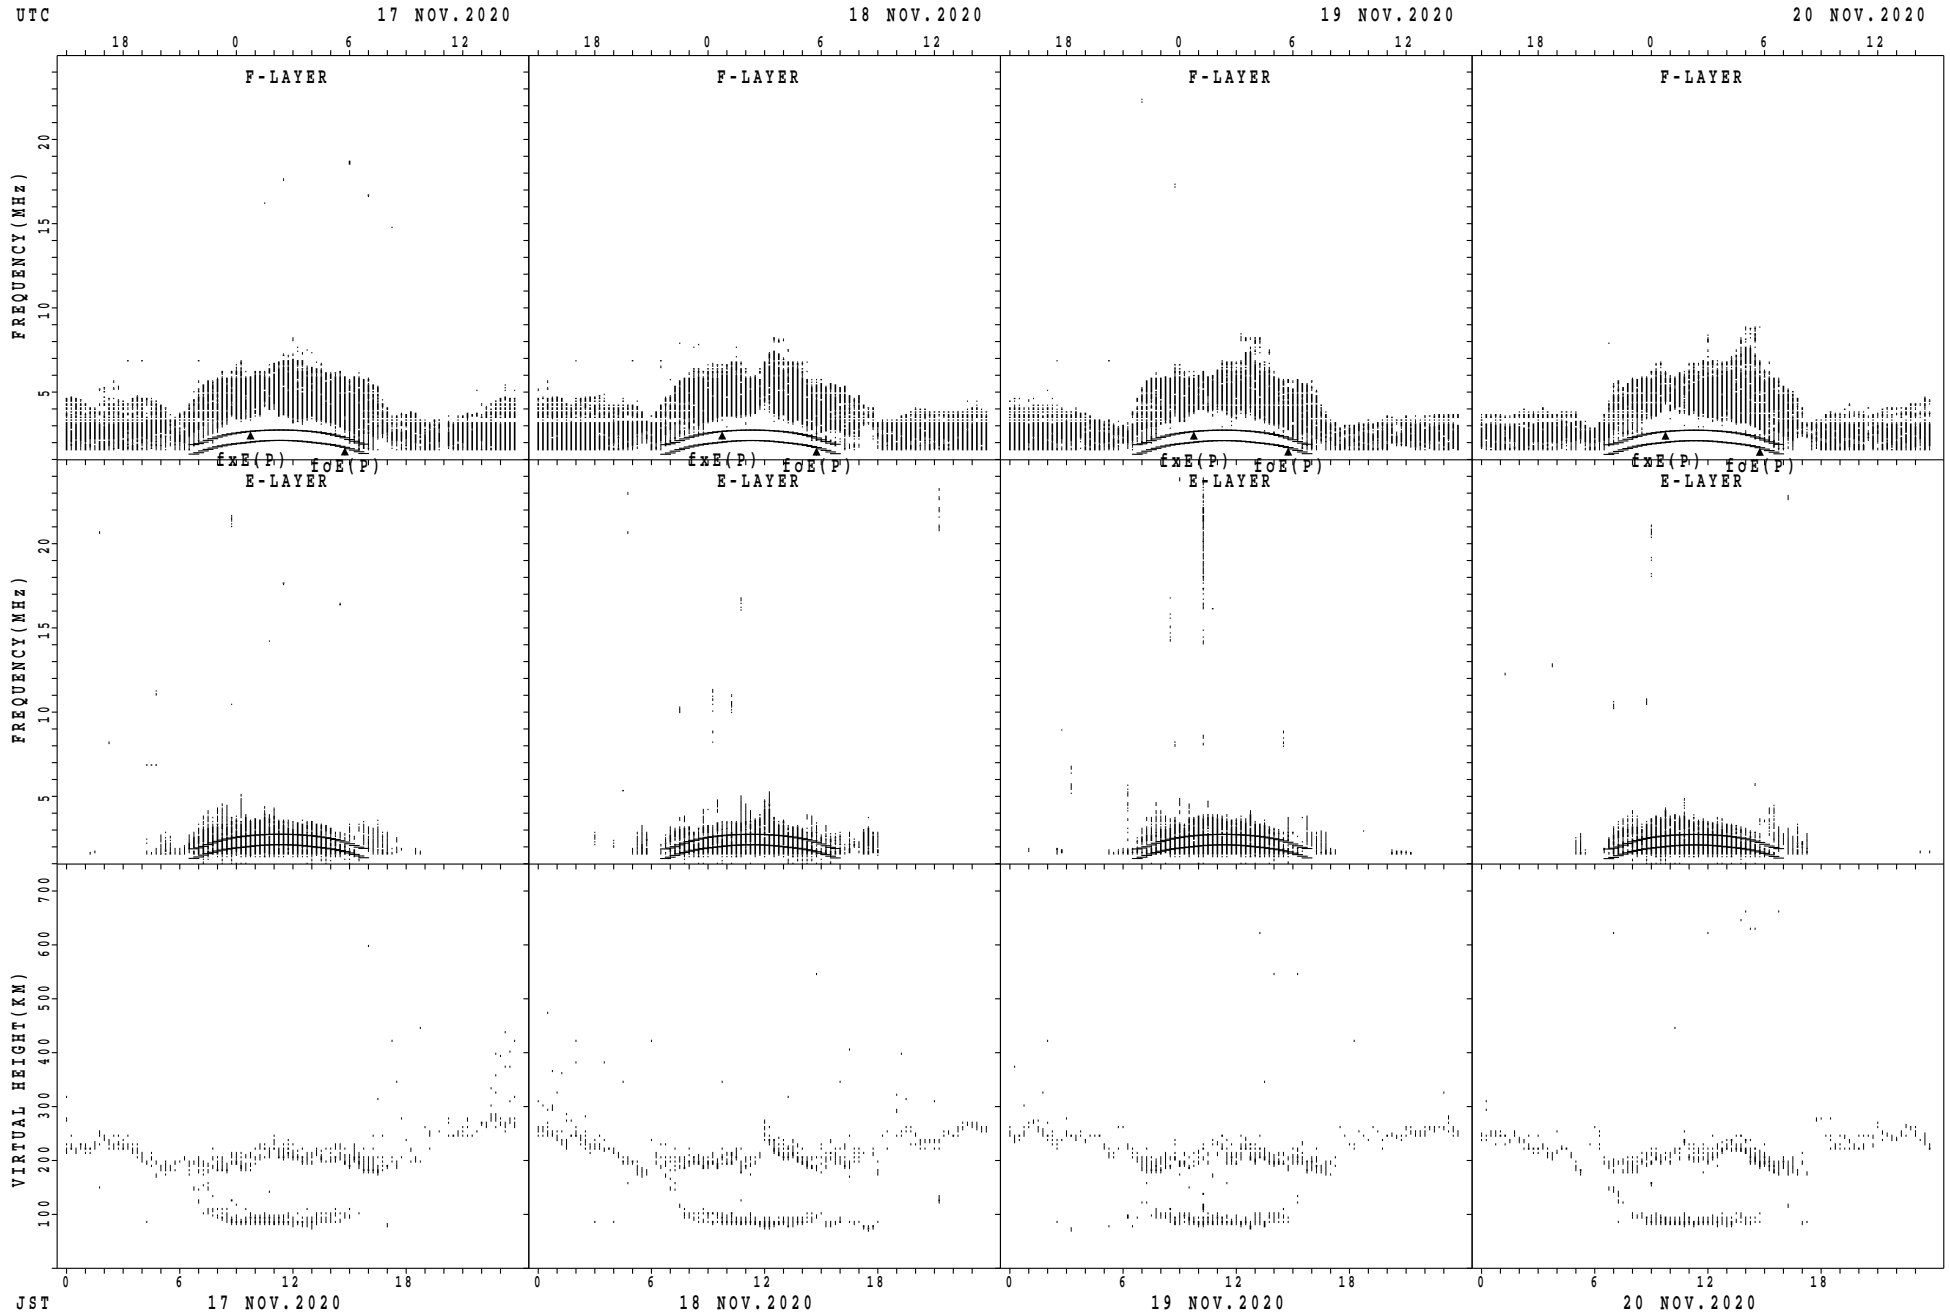 UTC 17 NOV.2020 18 NOV.2020 19 NOV.2020 20 NOV.2020
18 0 6 12 18 0 6 12 18 0 6 12 18 0 6 12
F-LAYER F-LAYER F-LAYER F-LAYER
FREQUENCY(MHz)
20
15
10
5
fxE(P) foE(P) fxE(P) foE(P) fxE(P) foE(P) fxE(P) foE(P)
E-LAYER E-LAYER E-LAYER E-LAYER
FREQUENCY(MHz)
20
15
10
5
VIRTUAL HEIGHT(KM)
700
600
500
400
300
200
100
0 6 12 18 0 6 12 18 0 6 12 18 0 6 12 18
JST 17 NOV.2020 18 NOV.2020 19 NOV.2020 20 NOV.2020